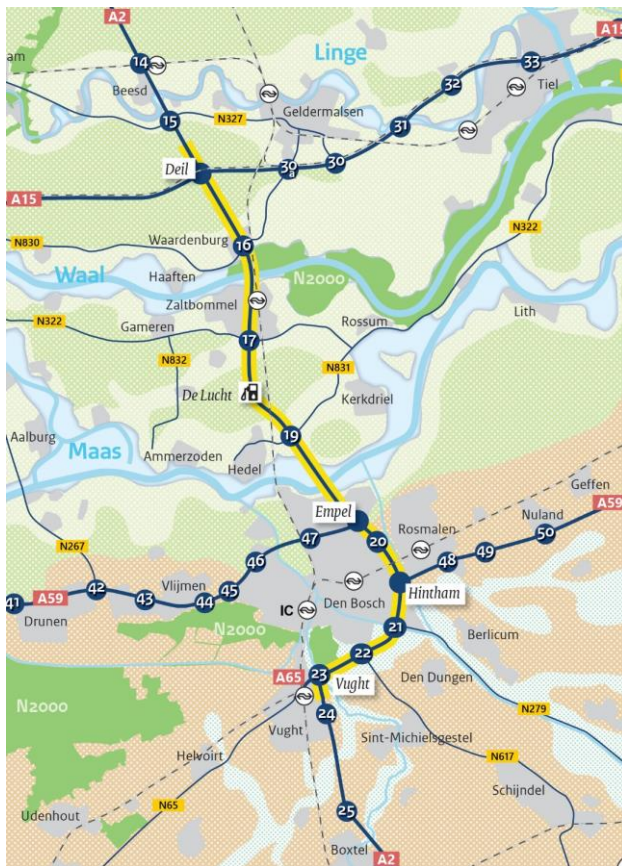 A2
A15
Linge
33
14
am
Beesd
32
Tiel
Geldermalsen
N327
15
31
30
30a
Deil
A15
N322
N830
Waardenburg
16
Waal
Haaften
N2000
Zaltbommel
Lith
N322
Gameren
Rossum
17
N832
N831
De Lucht
Kerkdriel
19
Aalburg
Maas
Ammerzoden
Hedel
Geffen
A59
Empel
Nuland
Rosmalen
50
N267
20
47
49
48
46
Vlijmen
45
Hintham
42
43
44
41
A59
Den Bosch
IC
Drunen
21
N2000
Berlicum
22
A65
23
Vught
Den Dungen
N2000
24
N279
Vught
Sint-Michielsgestel
Helvoirt
N617
Schijndel
N65
25
Udenhout
Boxtel
A2